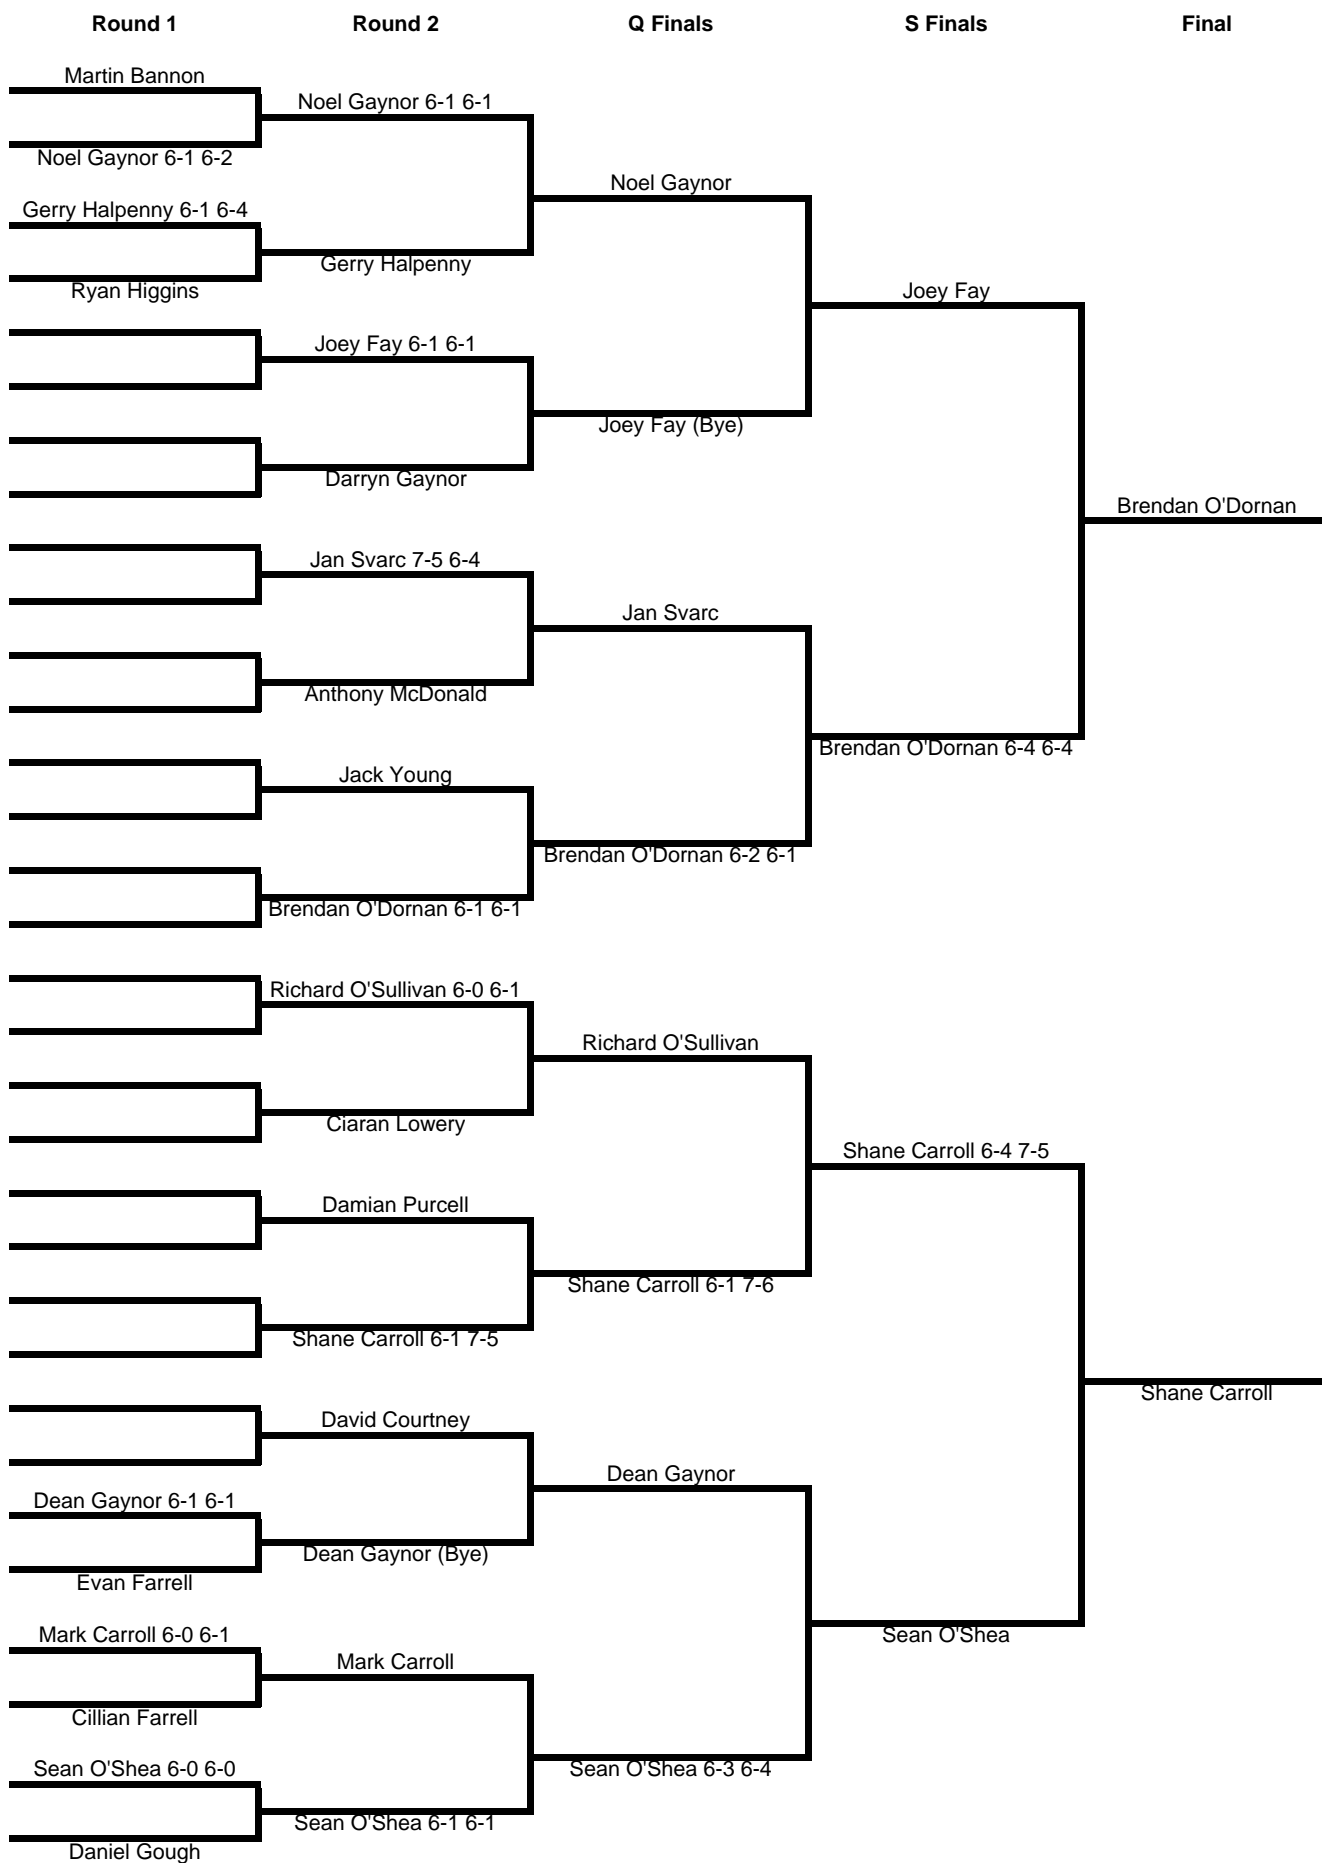 Round 1 Round 2 Q Finals S Finals Final
Martin Bannon
Noel Gaynor 6-1 6-1
Noel Gaynor 6-1 6-2
Noel Gaynor
Gerry Halpenny 6-1 6-4
Gerry Halpenny
Ryan Higgins
Joey Fay
Joey Fay 6-1 6-1
Joey Fay (Bye)
Darryn Gaynor
Brendan O'Dornan
Jan Svarc 7-5 6-4
Jan Svarc
Anthony McDonald
Brendan O'Dornan 6-4 6-4
Jack Young
Brendan O'Dornan 6-2 6-1
Brendan O'Dornan 6-1 6-1
Richard O'Sullivan 6-0 6-1
Richard O'Sullivan
Ciaran Lowery
Shane Carroll 6-4 7-5
Damian Purcell
Shane Carroll 6-1 7-6
Shane Carroll 6-1 7-5
Shane Carroll
David Courtney
Dean Gaynor
Dean Gaynor 6-1 6-1
Dean Gaynor (Bye)
Evan Farrell
Mark Carroll 6-0 6-1
Sean O'Shea
Mark Carroll
Cillian Farrell
Sean O'Shea 6-0 6-0
Sean O'Shea 6-3 6-4
Sean O'Shea 6-1 6-1
Daniel Gough